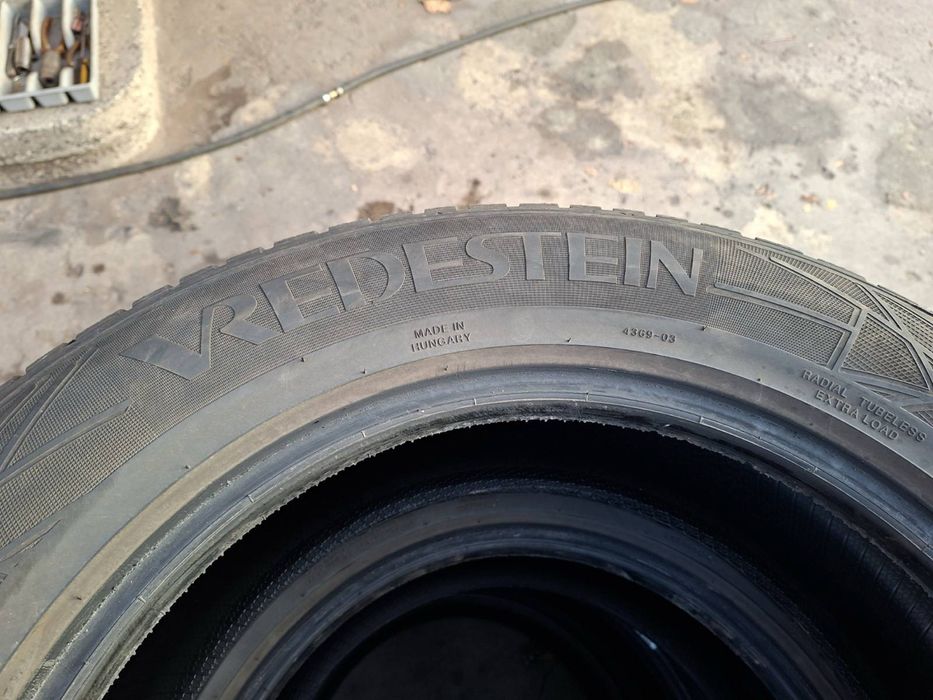 VREDESTEIN
MADE IN
HUNGARY
4369-03
RADIAL TUBELESS
EXTRA LOAD